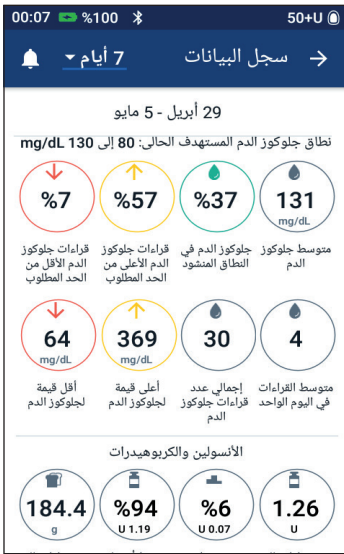 00:07 %100 50+U
سجل البيانات 7 أيام
29 أبريل - 5 مايو
نطاق جلوكوز الدم المستهدف الحالي: 80 إلى 130 mg/dL
131 mg/dL
%37
%57
%7
متوسط جلوكوز الدم
جلوكوز الدم في النطاق المنشود
قراءات جلوكوز الدم الأعلى من الحد المطلوب
قراءات جلوكوز الدم الأقل من الحد المطلوب
4
30
369 mg/dL
64 mg/dL
متوسط القراءات في اليوم الواحد
إجمالي عدد قراءات جلوكوز الدم
أعلى قيمة لجلوكوز الدم
أقل قيمة لجلوكوز الدم
الأنسولين والكربوهيدرات
1.26 U
%6 U 0.07
%94 U 1.19
184.4 g